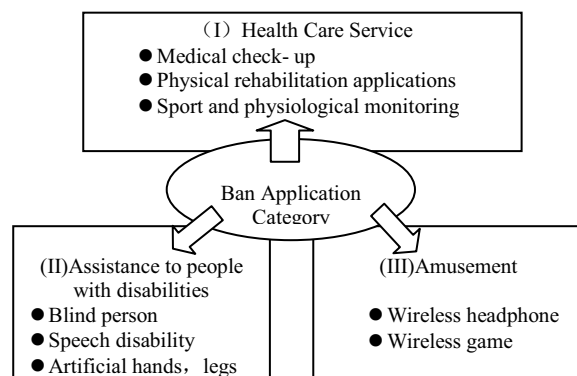 (I) Health Care Service
● Medical check- up
● Physical rehabilitation applications
● Sport and physiological monitoring
Ban Application
Category
(II)Assistance to people
with disabilities
● Blind person
● Speech disability
● Artificial hands，legs
(III)Amusement
● Wireless headphone
● Wireless game